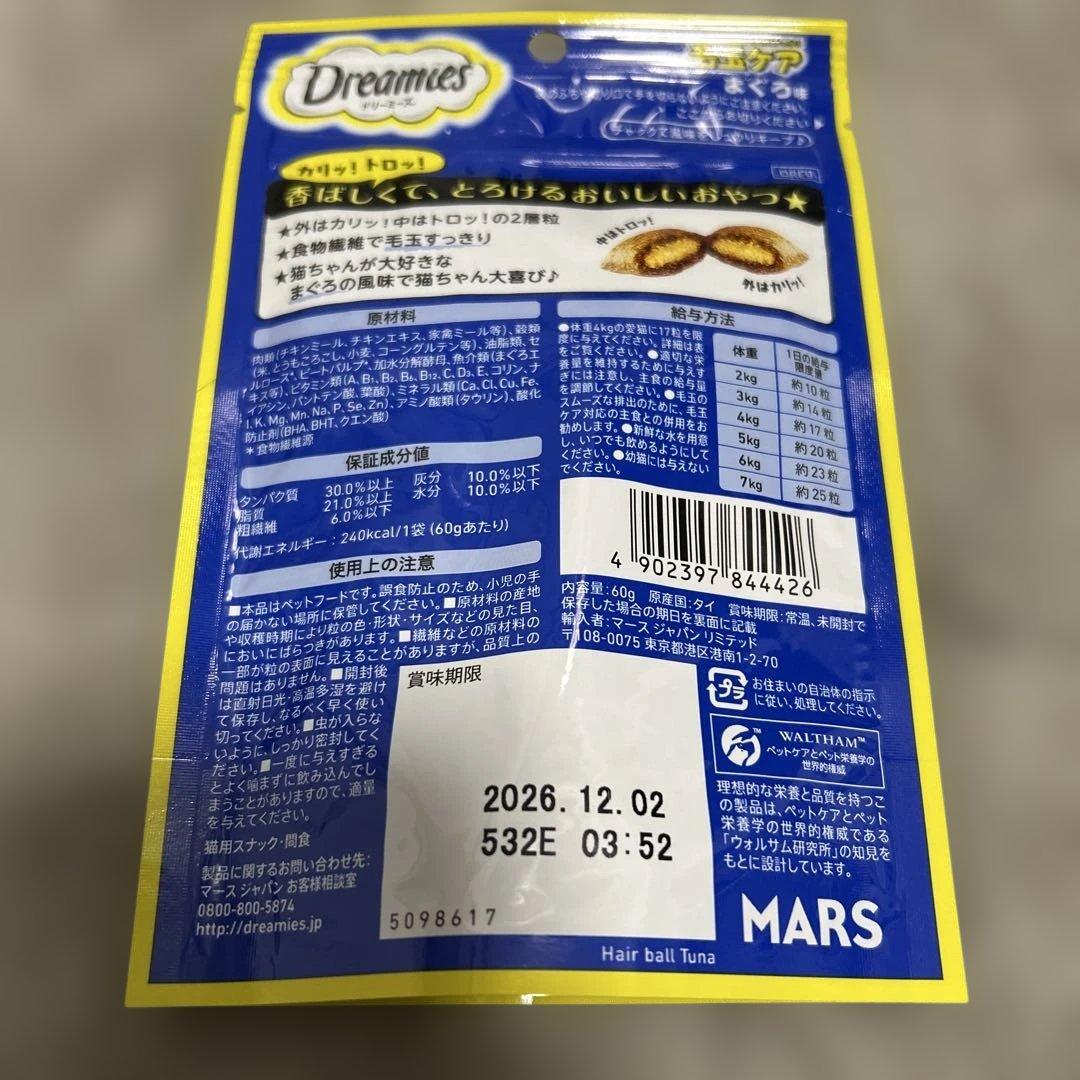 Dreamies
ドリーミーズ
毛玉ケア
まぐろ味
カリッ! トロッ!
香ばしくて、とろけるおいしいおやつ★
★外はカリッ!中はトロッ!の2層粒
★食物繊維で毛玉すっきり
★猫ちゃんが大好きな
まぐろの風味で猫ちゃん大喜び♪
中はトロッ!
外はカリッ!
原材料
肉類(チキンミール、チキンエキス、家禽ミール等)、穀類
(米、とうもろこし、小麦、コーングルテン等)、油脂類、セ
ルロース*、ビートパルプ*、加水分解酵母、魚介類(まぐろエ
キス等)、ビタミン類(A, B1, B2, B6, B12, C, D3, E, コリン、ナ
イアシン、パントテン酸、葉酸)、ミネラル類(Ca, Cl, Cu, Fe,
I, K, Mg, Mn, Na, P, Se, Zn)、アミノ酸類(タウリン)、酸化
防止剤(BHA, BHT, クエン酸)
*食物繊維源
保証成分値
タンパク質 30.0%以上 灰分 10.0%以下
脂質 21.0%以上 水分 10.0%以下
粗繊維 6.0%以下
代謝エネルギー:240kcal/1袋 (60gあたり)
使用上の注意
■本品はペットフードです。誤食防止のため、小児の手
の届かない場所に保管してください。■原材料の産地
や収穫時期により粒の色・形状・サイズなどの見た目、
においにばらつきがあります。■繊維などの原材料の
一部が粒の表面に見えることがありますが、品質上の
問題はありません。■開封後
は直射日光・高温多湿を避け
て保存し、なるべく早く使い
切ってください。■虫が入らな
いように、しっかり密封してく
ださい。■一度に与えすぎる
とよく噛まずに飲み込んでし
まうことがありますので、適量
を与えてください。
猫用スナック・間食
製品に関するお問い合わせ先:
マース ジャパン お客様相談室
0800-800-5874
http://dreamies.jp
給与方法
●体重4kgの愛猫に17粒を限
度に与えてください。詳細は表
をご覧ください。●適切な栄
養量を維持するために与えす
ぎには注意し、主食の給与量
を調節してください。●毛玉の
スムーズな排出のために、毛玉
ケア対応の主食との併用をお
勧めします。●新鮮な水を用意
し、いつでも飲めるようにして
ください。●幼猫には与えない
でください。
体重 1日の給与限度量
2kg 約10粒
3kg 約14粒
4kg 約17粒
5kg 約20粒
6kg 約23粒
7kg 約25粒
4 902397 844426
内容量:60g 原産国:タイ 賞味期限:常温、未開封で
保存した場合の期日を裏面に記載
輸入者:マース ジャパン リミテッド
〒108-0075 東京都港区港南1-2-70
プラ
お住まいの自治体の指示
に従い、処理してください。
WALTHAM™
ペットケアとペット栄養学の
世界的権威
理想的な栄養と品質を持つこ
の製品は、ペットケアとペット
栄養学の世界的権威である
「ウォルサム研究所」の知見を
もとに設計しています。
MARS
賞味期限
2026.12.02
532E 03:52
5098617
Hair ball Tuna